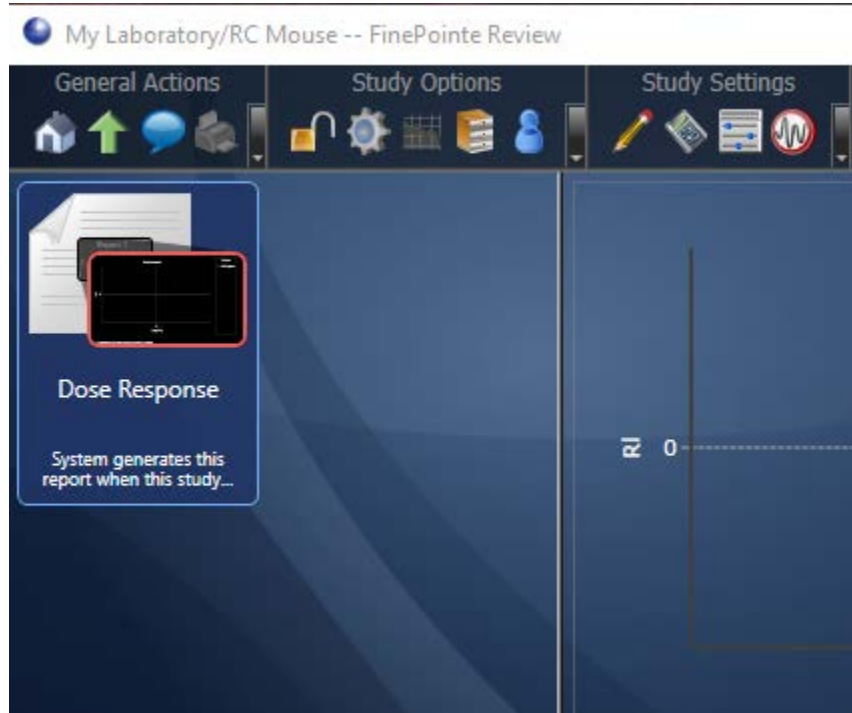 My Laboratory/RC Mouse -- FinePointe Review
General Actions
Study Options
Study Settings
Dose Response
System generates this
report when this study...
RI
0